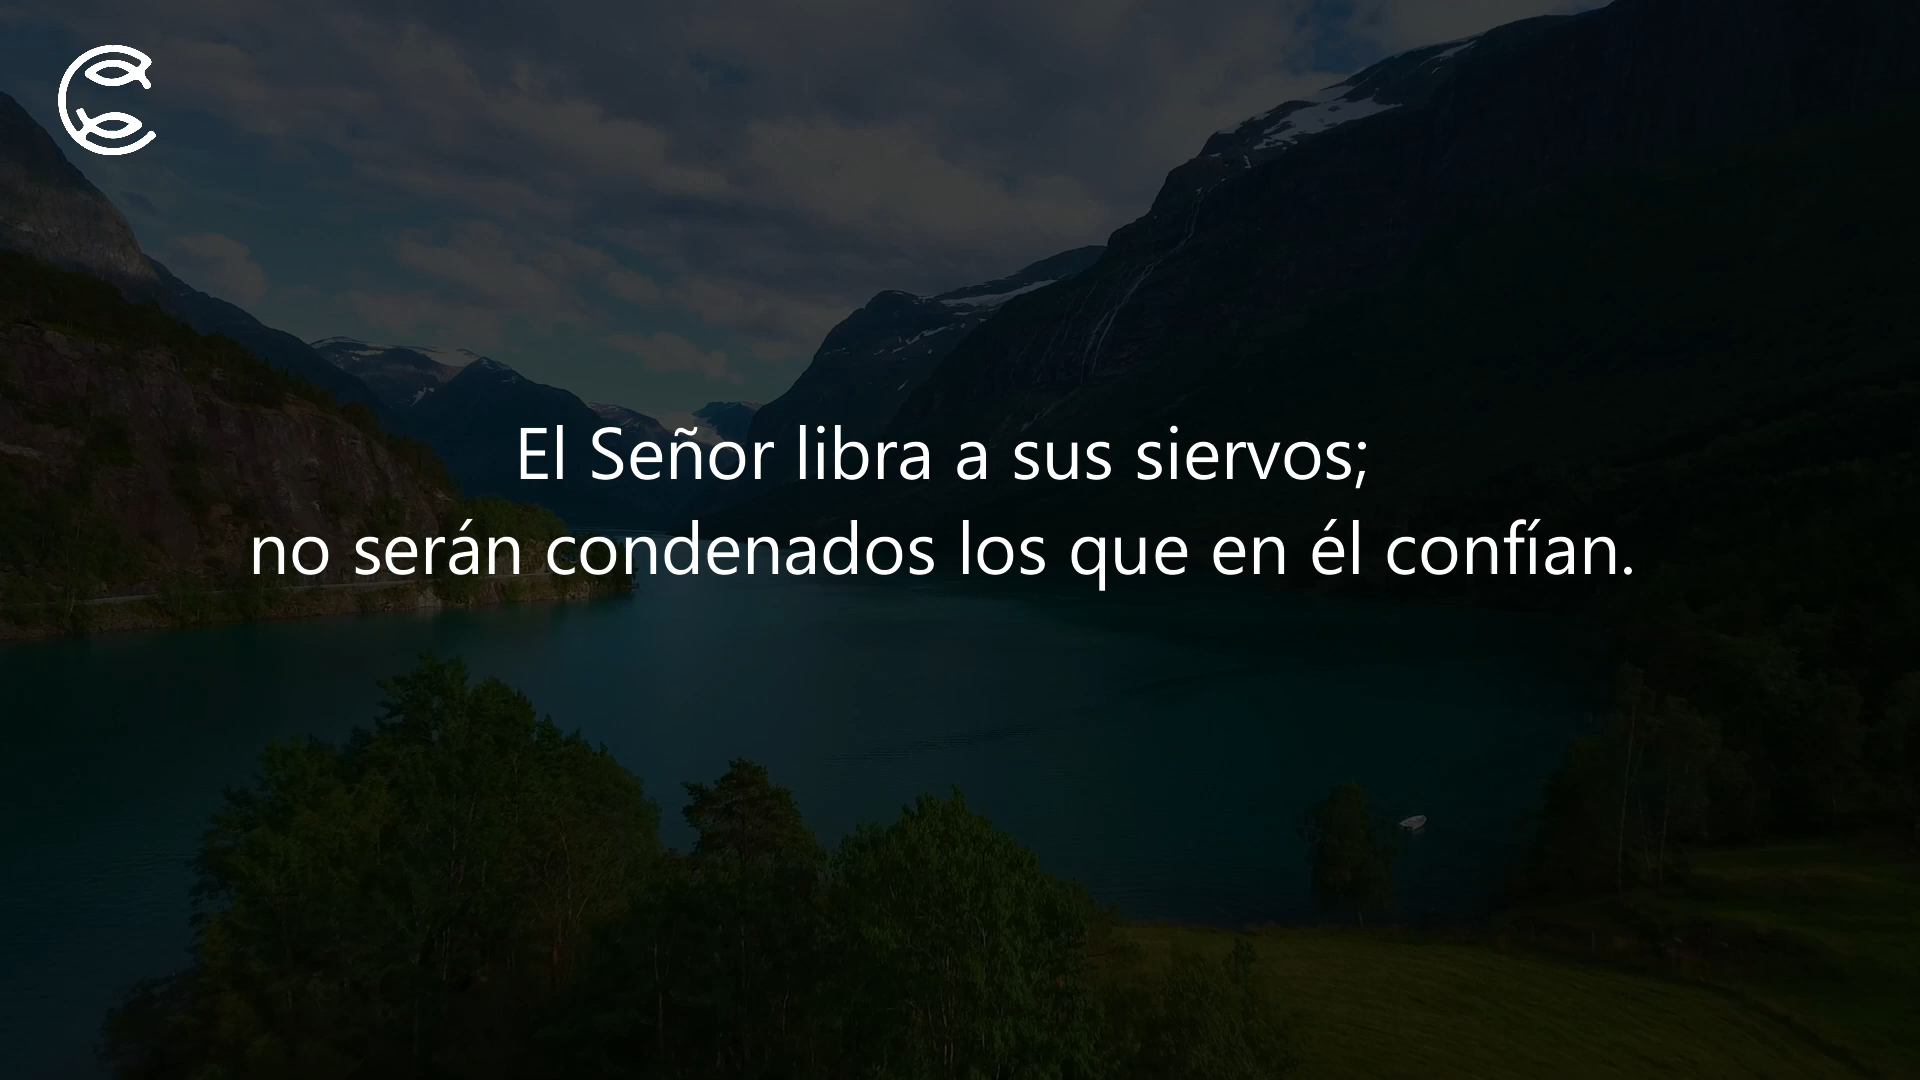 El Señor libra a sus siervos;
no serán condenados los que en él confían.